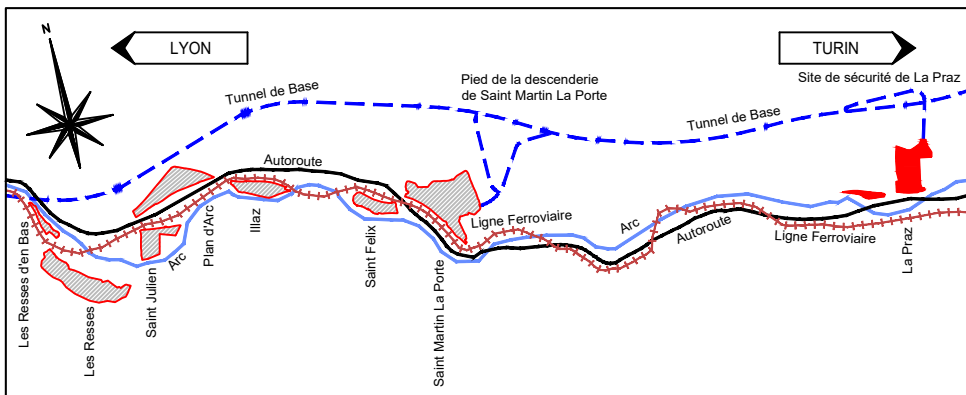 N
LYON
TURIN
Tunnel de Base
Pied de la descenderie
de Saint Martin La Porte
Tunnel de Base
Site de sécurité de La Praz
Autoroute
Les Resses d'en Bas
Les Resses
Saint Julien
Arc
Plan d'Arc
Illaz
Saint Felix
Saint Martin La Porte
Ligne Ferroviaire
Arc
Autoroute
Ligne Ferroviaire
La Praz